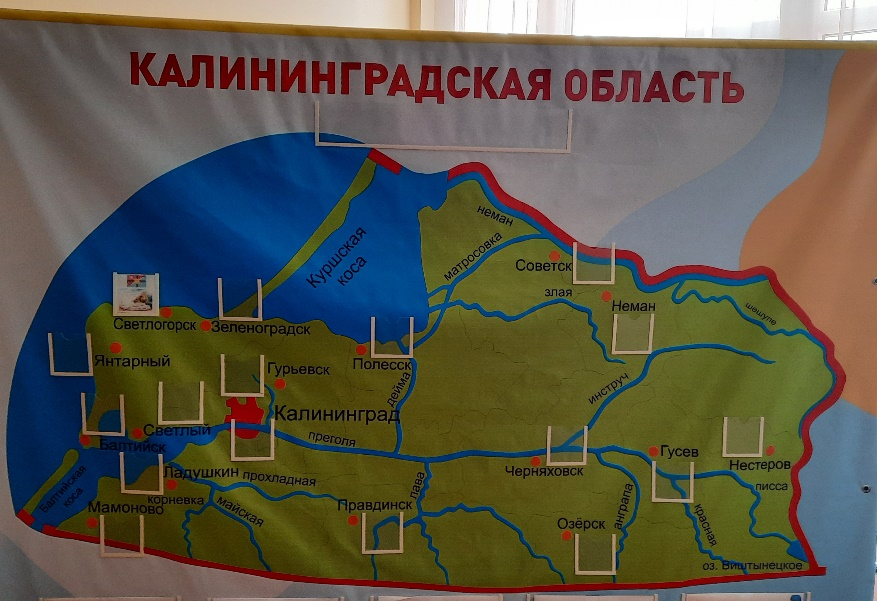 КАЛИНИНГРАДСКАЯ ОБЛАСТЬ
неман
Куршская
коса
матросовка
Советск
злая
Неман
шешупе
Светлогорск
Зеленоградск
Янтарный
Гурьевск
Полесск
дейма
инструч
Калининград
Светлый
Балтийск
преголя
Черняховск
Гусев
Нестеров
Балтийская
коса
Ладушкин
прохладная
лава
писса
Мамоново
корневка
майская
Правдинск
анграпа
красная
Озёрск
оз. Виштынецкое